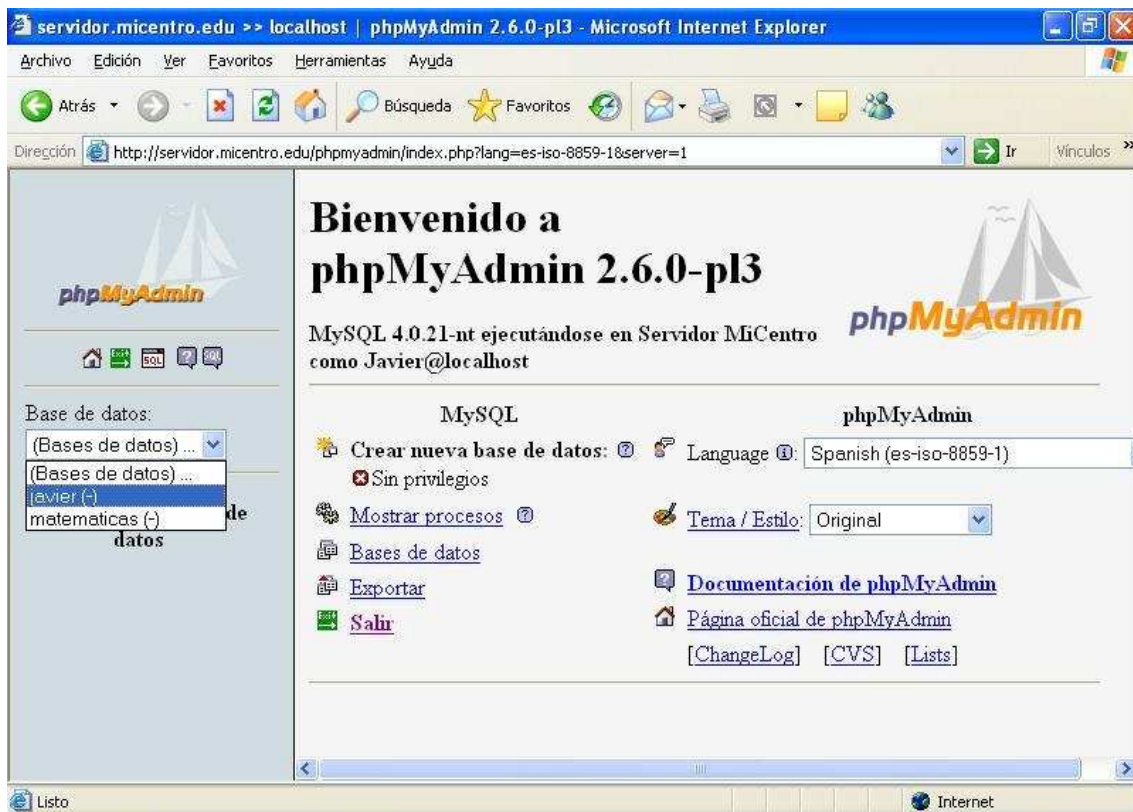 servidor.micentro.edu >> localhost | phpMyAdmin 2.6.0-pl3 - Microsoft Internet Explorer
Archivo Edición Ver Favoritos Herramientas Ayuda
Atrás Búsqueda Favoritos
Dirección http://servidor.micentro.edu/phpmyadmin/index.php?lang=es-iso-8859-1&server=1 Ir Vínculos »
phpMyAdmin
Exit SQL ? SQL
Base de datos:
(Bases de datos) ...
(Bases de datos) ...
javier (-)
matematicas (-)
de
datos
Bienvenido a
phpMyAdmin 2.6.0-pl3
phpMyAdmin
MySQL 4.0.21-nt ejecutándose en Servidor MiCentro
como Javier@localhost
MySQL
Crear nueva base de datos:
Sin privilegios
Mostrar procesos
Bases de datos
Exportar
Exit Salir
phpMyAdmin
Language : Spanish (es-iso-8859-1)
Tema / Estilo: Original
Documentación de phpMyAdmin
Página oficial de phpMyAdmin
[ChangeLog] [CVS] [Lists]
Listo Internet